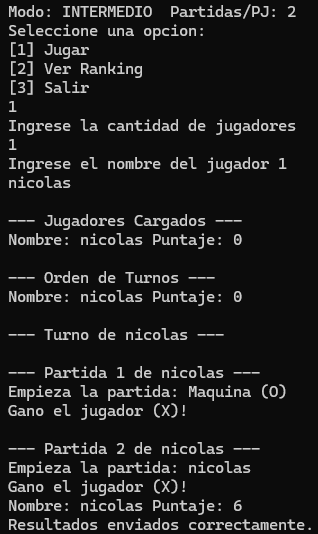 Modo: INTERMEDIO  Partidas/PJ: 2
Seleccione una opcion:
[1] Jugar
[2] Ver Ranking
[3] Salir
1
Ingrese la cantidad de jugadores
1
Ingrese el nombre del jugador 1
nicolas
--- Jugadores Cargados ---
Nombre: nicolas Puntaje: 0
--- Orden de Turnos ---
Nombre: nicolas Puntaje: 0
--- Turno de nicolas ---
--- Partida 1 de nicolas ---
Empieza la partida: Maquina (O)
Gano el jugador (X)!
--- Partida 2 de nicolas ---
Empieza la partida: nicolas
Gano el jugador (X)!
Nombre: nicolas Puntaje: 6
Resultados enviados correctamente.